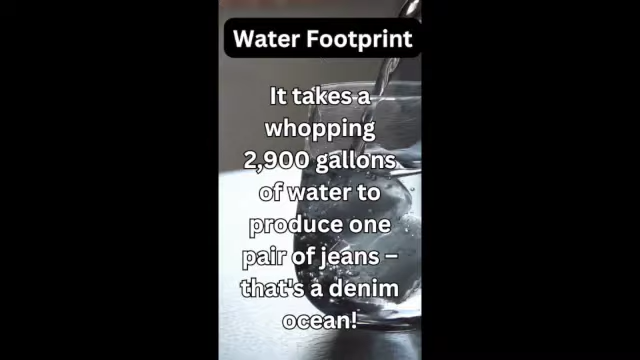 Water Footprint
It takes a
whopping
2,900 gallons
of water to
produce one
pair of jeans –
that's a denim
ocean!